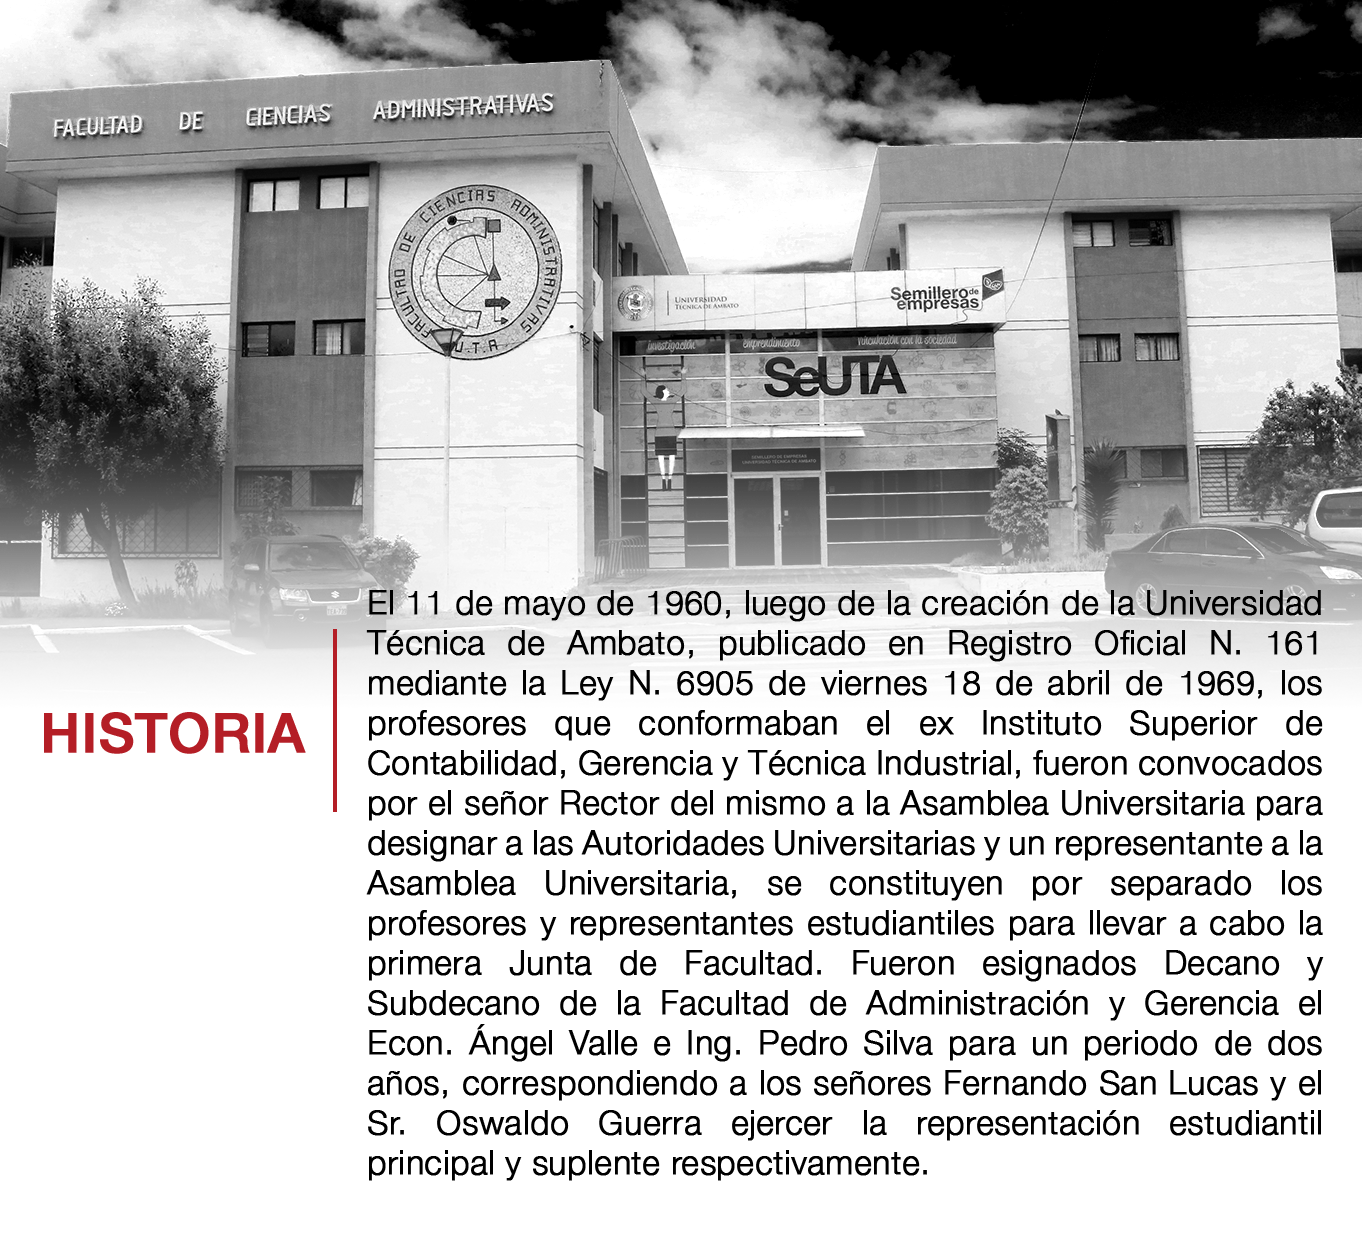 FACULTAD DE CIENCIAS ADMINISTRATIVAS
FACULTAD DE CIENCIAS ADMINISTRATIVAS
U.T.A
UNIVERSIDAD
TÉCNICA DE AMBATO
Semillero de
empresas
investigación emprendimiento vinculación con la sociedad
SeUTA
SEMILLERO DE EMPRESAS
UNIVERSIDAD TÉCNICA DE AMBATO
HISTORIA
El 11 de mayo de 1960, luego de la creación de la Universidad
Técnica de Ambato, publicado en Registro Oficial N. 161
mediante la Ley N. 6905 de viernes 18 de abril de 1969, los
profesores que conformaban el ex Instituto Superior de
Contabilidad, Gerencia y Técnica Industrial, fueron convocados
por el señor Rector del mismo a la Asamblea Universitaria para
designar a las Autoridades Universitarias y un representante a la
Asamblea Universitaria, se constituyen por separado los
profesores y representantes estudiantiles para llevar a cabo la
primera Junta de Facultad. Fueron esignados Decano y
Subdecano de la Facultad de Administración y Gerencia el
Econ. Ángel Valle e Ing. Pedro Silva para un periodo de dos
años, correspondiendo a los señores Fernando San Lucas y el
Sr. Oswaldo Guerra ejercer la representación estudiantil
principal y suplente respectivamente.